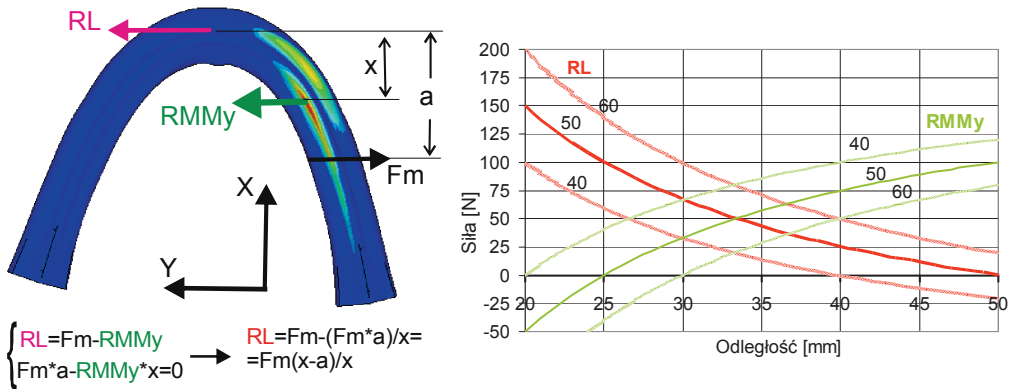 RL
x
a
RMMy
Fm
X
Y
RL=Fm-RMMy
Fm*a-RMMy*x=0
RL=Fm-(Fm*a)/x=
=Fm(x-a)/x
Siła [N]
200
175
150
125
100
75
50
25
0
-25
-50
20
25
30
35
40
45
50
Odległość [mm]
RL
60
50
40
RMMy
40
50
60